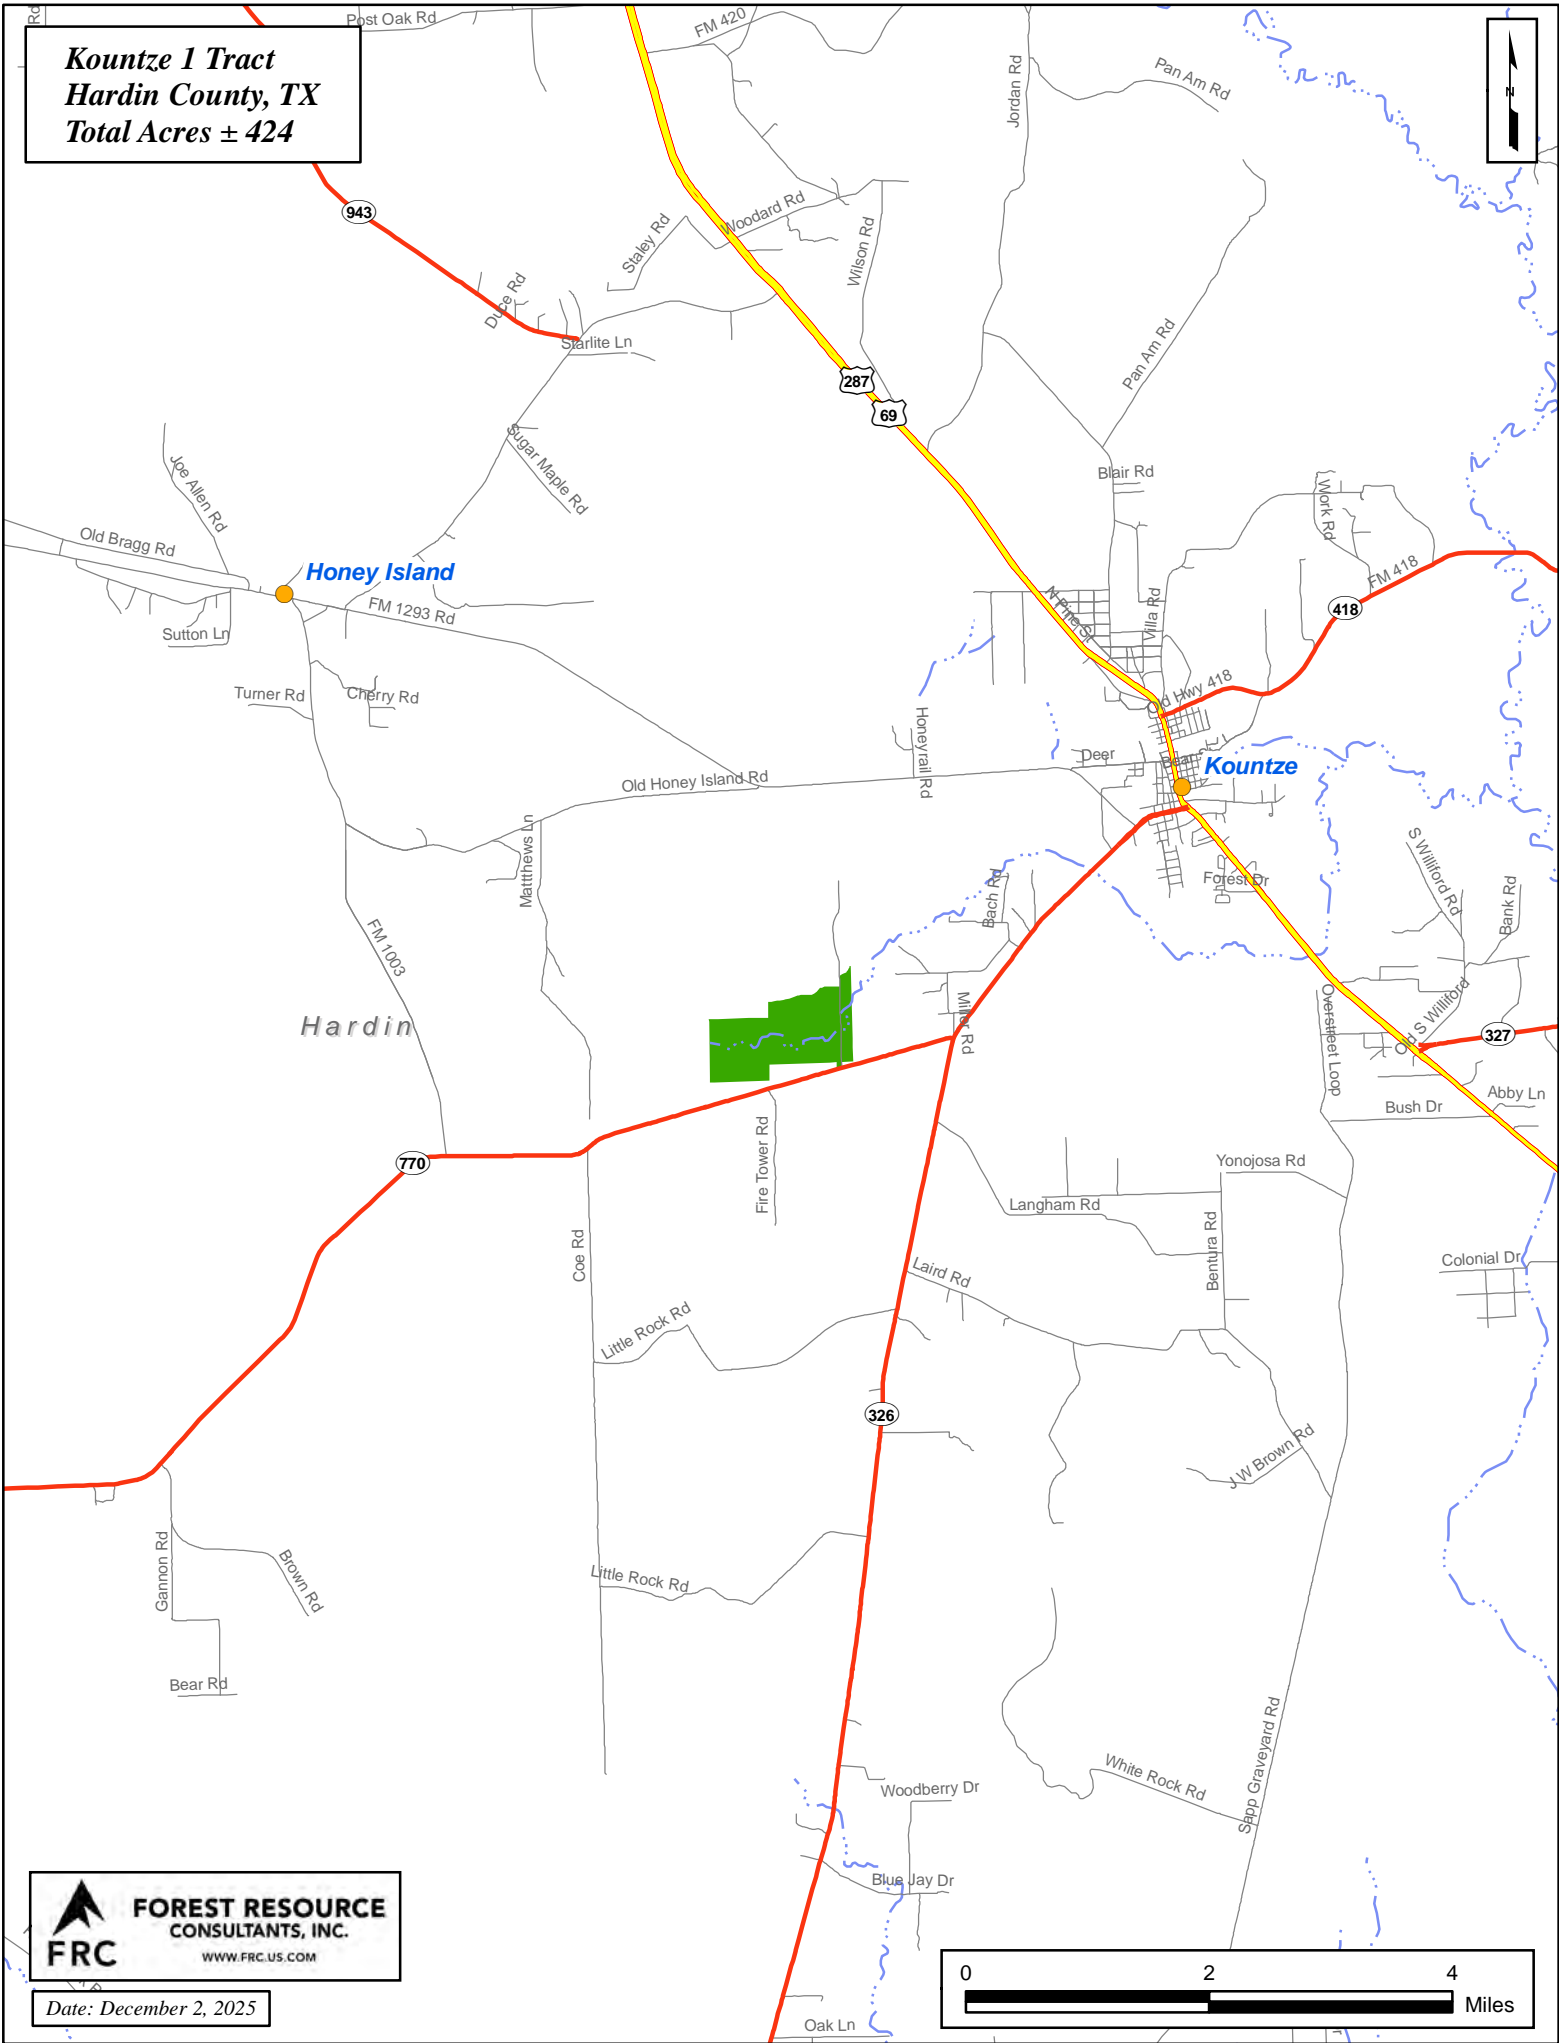 Kountze 1 Tract
Hardin County, TX
Total Acres ± 424
Rd
Post Oak Rd
FM 420
Jordan Rd
Pan Am Rd
N
943
Woodard Rd
Staley Rd
Wilson Rd
Duce Rd
Starlite Ln
Pan Am Rd
287
69
Sugar Maple Rd
Joe Allen Rd
Blair Rd
Work Rd
Old Bragg Rd
Honey Island
FM 1293 Rd
FM 418
418
N Pine St
Villa Rd
Sutton Ln
Turner Rd
Cherry Rd
Old Hwy 418
Honeyrail Rd
Deer
Bear
Kountze
Old Honey Island Rd
Mattthews Ln
S Williford Rd
Forest Dr
Bach Rd
Bank Rd
FM 1003
Hardin
Miller Rd
Overstreet Loop
Old S Williford
327
Abby Ln
Bush Dr
770
Fire Tower Rd
Yonojosa Rd
Langham Rd
Bentura Rd
Coe Rd
Laird Rd
Colonial Dr
Little Rock Rd
326
J W Brown Rd
Gannon Rd
Brown Rd
Little Rock Rd
Bear Rd
Sapp Graveyard Rd
White Rock Rd
Woodberry Dr
Blue Jay Dr
FRC
FOREST RESOURCE
CONSULTANTS, INC.
WWW.FRC.US.COM
Date: December 2, 2025
0 2 4
Miles
Oak Ln